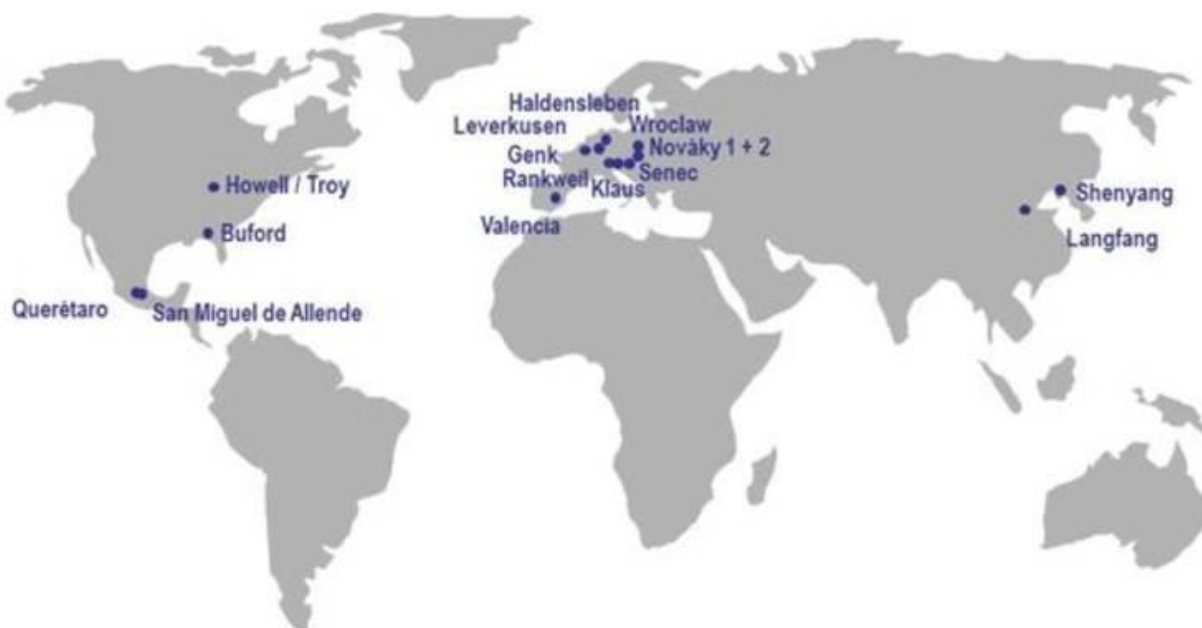 Haldensleben
Leverkusen
Wroclaw
Genk
Nováky 1 + 2
Rankweil
Klaus
Senec
Valencia
Howell / Troy
Buford
Querétaro
San Miguel de Allende
Shenyang
Langfang